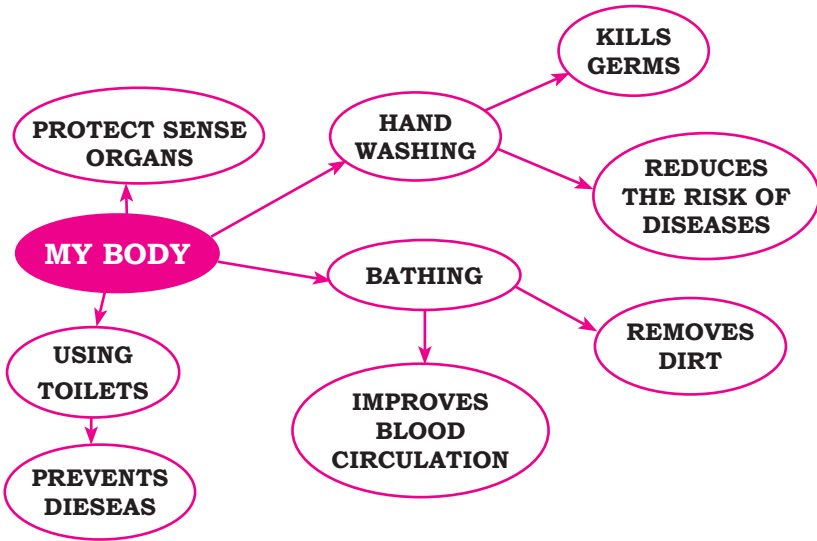 KILLS
GERMS
PROTECT SENSE
ORGANS
HAND
WASHING
REDUCES
THE RISK OF
DISEASES
MY BODY
BATHING
USING
TOILETS
REMOVES
DIRT
IMPROVES
BLOOD
CIRCULATION
PREVENTS
DIESEAS